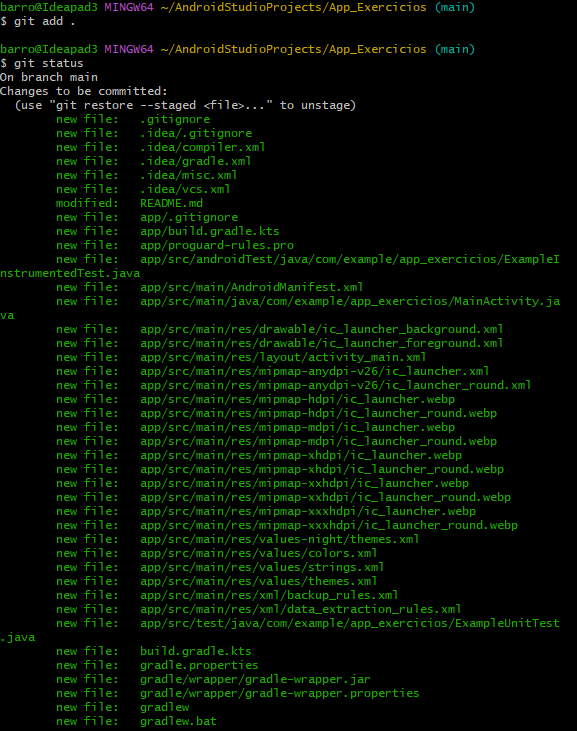 barro@Ideapad3 MINGW64 ~/AndroidStudioProjects/App_Exercicios (main)
$ git add .
barro@Ideapad3 MINGW64 ~/AndroidStudioProjects/App_Exercicios (main)
$ git status
On branch main
Changes to be committed:
  (use "git restore --staged <file>..." to unstage)
        new file:   .gitignore
        new file:   .idea/.gitignore
        new file:   .idea/compiler.xml
        new file:   .idea/gradle.xml
        new file:   .idea/misc.xml
        new file:   .idea/vcs.xml
        modified:   README.md
        new file:   app/.gitignore
        new file:   app/build.gradle.kts
        new file:   app/proguard-rules.pro
        new file:   app/src/androidTest/java/com/example/app_exercicios/ExampleI
nstrumentedTest.java
        new file:   app/src/main/AndroidManifest.xml
        new file:   app/src/main/java/com/example/app_exercicios/MainActivity.ja
va
        new file:   app/src/main/res/drawable/ic_launcher_background.xml
        new file:   app/src/main/res/drawable/ic_launcher_foreground.xml
        new file:   app/src/main/res/layout/activity_main.xml
        new file:   app/src/main/res/mipmap-anydpi-v26/ic_launcher.xml
        new file:   app/src/main/res/mipmap-anydpi-v26/ic_launcher_round.xml
        new file:   app/src/main/res/mipmap-hdpi/ic_launcher.webp
        new file:   app/src/main/res/mipmap-hdpi/ic_launcher_round.webp
        new file:   app/src/main/res/mipmap-mdpi/ic_launcher.webp
        new file:   app/src/main/res/mipmap-mdpi/ic_launcher_round.webp
        new file:   app/src/main/res/mipmap-xhdpi/ic_launcher.webp
        new file:   app/src/main/res/mipmap-xhdpi/ic_launcher_round.webp
        new file:   app/src/main/res/mipmap-xxhdpi/ic_launcher.webp
        new file:   app/src/main/res/mipmap-xxhdpi/ic_launcher_round.webp
        new file:   app/src/main/res/mipmap-xxxhdpi/ic_launcher.webp
        new file:   app/src/main/res/mipmap-xxxhdpi/ic_launcher_round.webp
        new file:   app/src/main/res/values-night/themes.xml
        new file:   app/src/main/res/values/colors.xml
        new file:   app/src/main/res/values/strings.xml
        new file:   app/src/main/res/values/themes.xml
        new file:   app/src/main/res/xml/backup_rules.xml
        new file:   app/src/main/res/xml/data_extraction_rules.xml
        new file:   app/src/test/java/com/example/app_exercicios/ExampleUnitTest
.java
        new file:   build.gradle.kts
        new file:   gradle.properties
        new file:   gradle/wrapper/gradle-wrapper.jar
        new file:   gradle/wrapper/gradle-wrapper.properties
        new file:   gradlew
        new file:   gradlew.bat